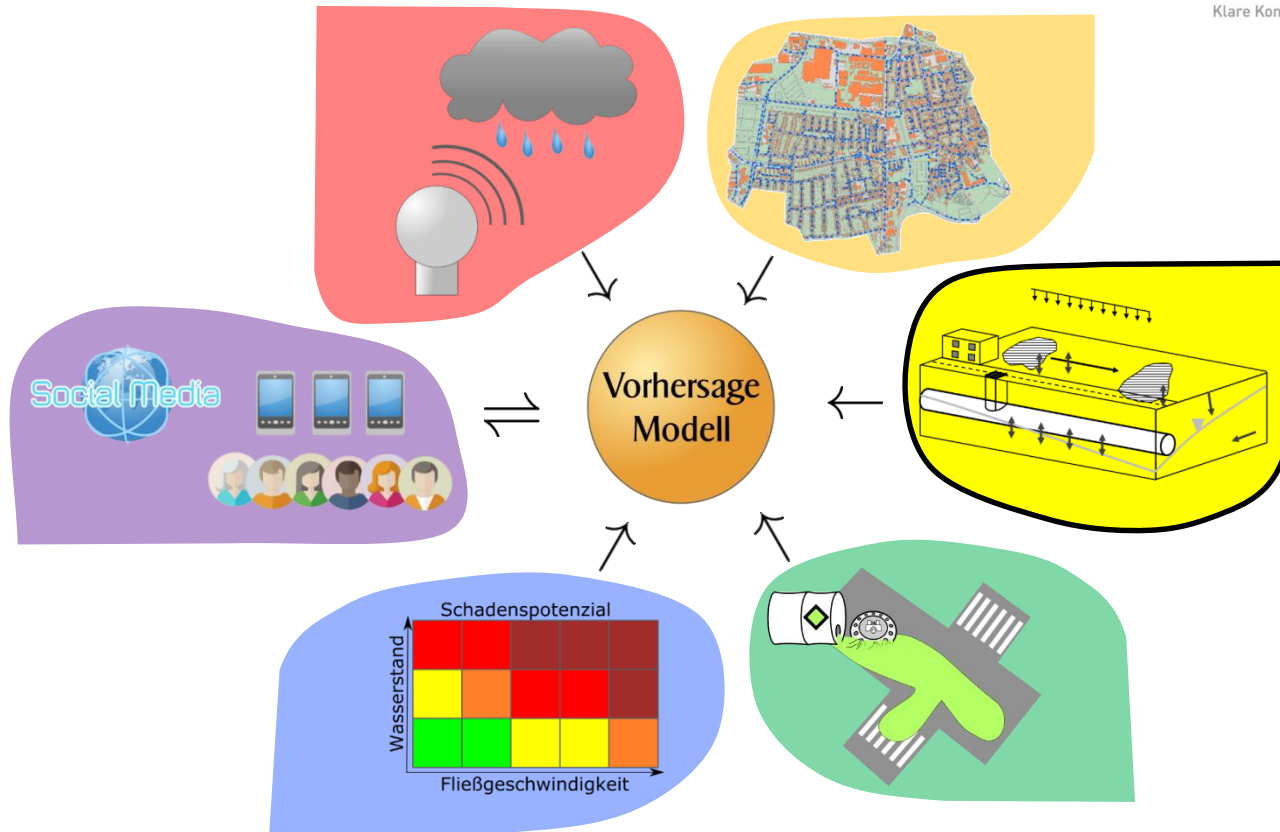 Klare Kon
Social Media
Vorhersage
Modell
Schadenspotenzial
Wasserstand
Fließgeschwindigkeit